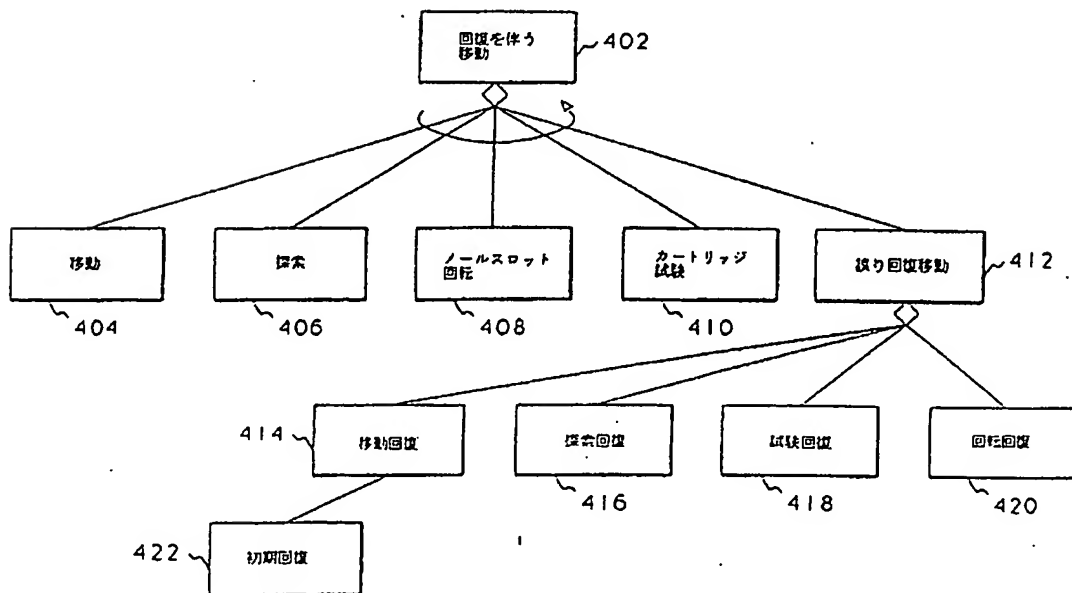 回復を伴う
移動
402
移動
404
探索
406
ノールスロット
回転
408
カートリッジ
試験
410
誤り回復移動
412
移動回復
414
探索回復
416
試験回復
418
回転回復
420
初期回復
422